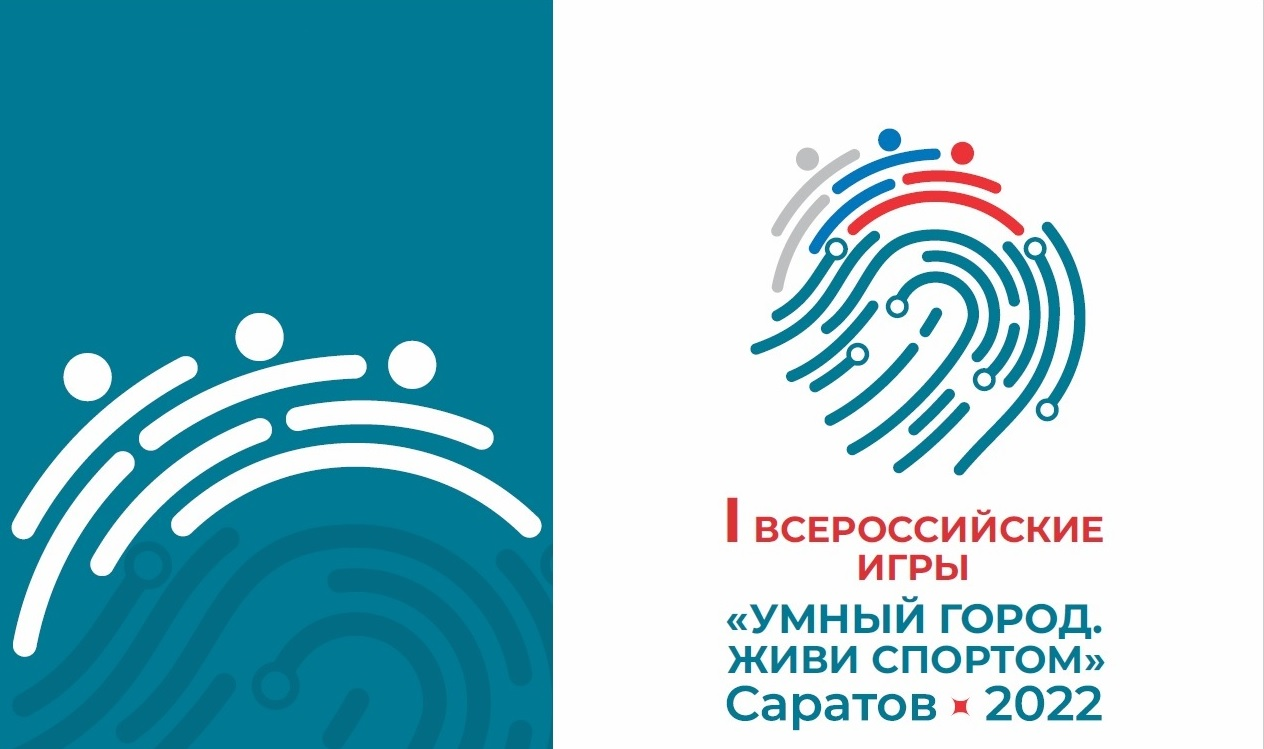 I ВСЕРОССИЙСКИЕ
ИГРЫ
«УМНЫЙ ГОРОД.
ЖИВИ СПОРТОМ»
Саратов 2022